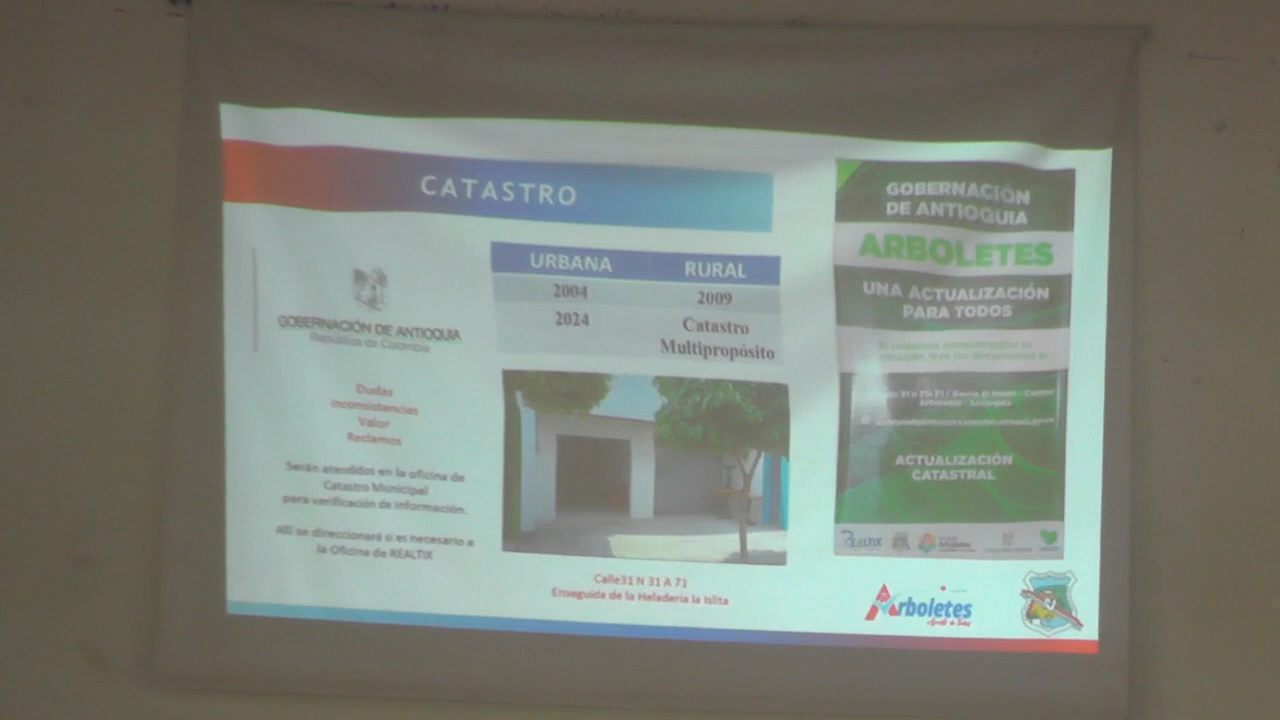 CATASTRO
GOBERNACIÓN DE ANTIOQUIA
República de Colombia
Dudas
Inconsistencias
Valor
Reclamos
Serán atendidos en la oficina de
Catastro Municipal
para verificación de información.
Allí se direccionará si es necesario a
la Oficina de REALTIX
URBANA RURAL
2004 2009
2024 Catastro
Multipropósito
Calle31 N 31 A 71
Enseguida de la Heladería la Islita
GOBERNACIÓN
DE ANTIOQUIA
ARBOLETES
UNA ACTUALIZACIÓN
PARA TODOS
ACTUALIZACIÓN
CATASTRAL
REALTIX
Arboletes